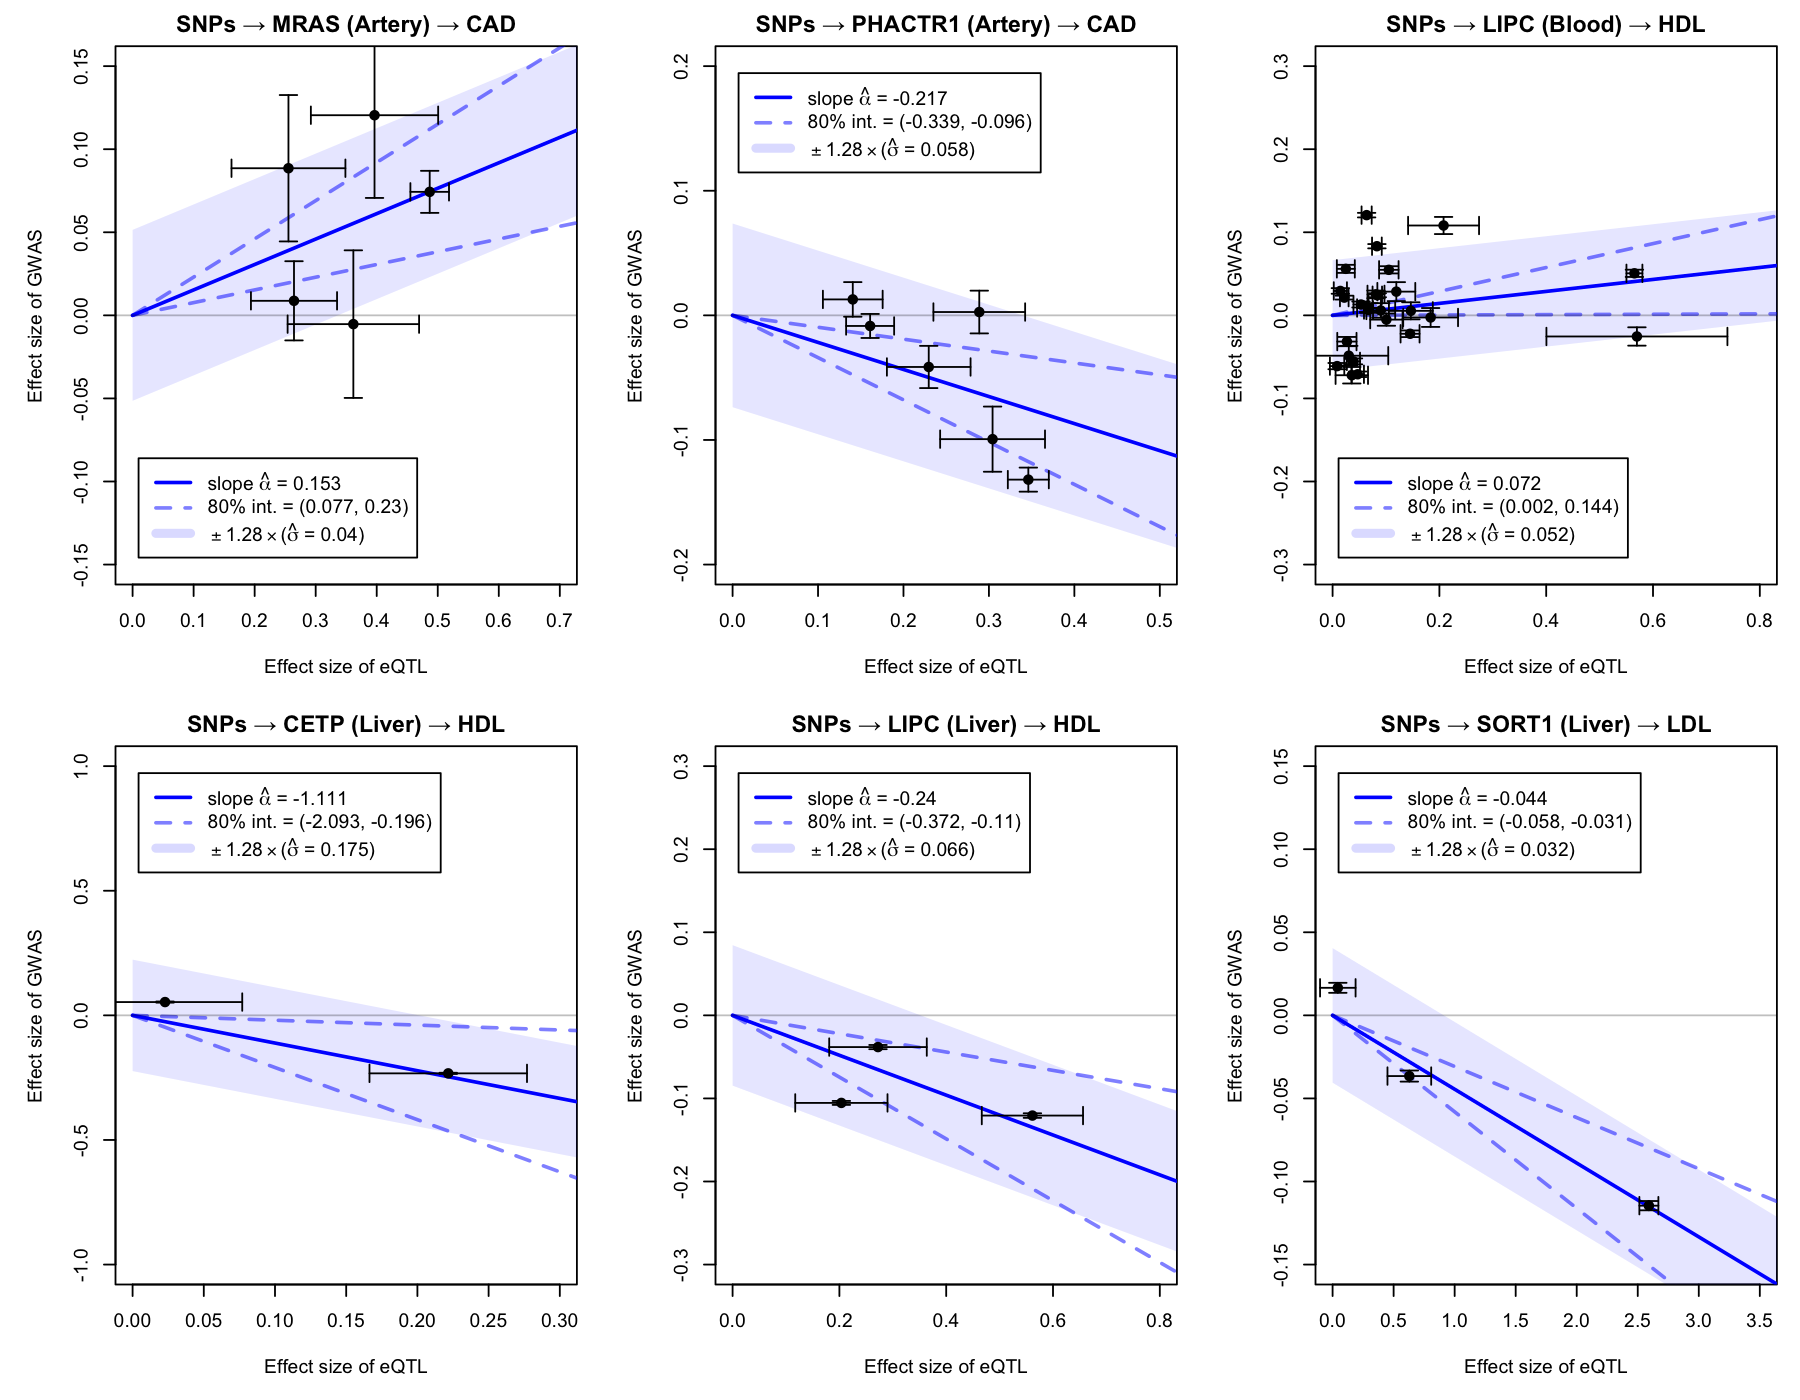 SNPs → MRAS (Artery) → CAD
Effect size of GWAS
0.15
0.10
0.05
0.00
-0.05
-0.10
-0.15
slope α̂ = 0.153
80% int. = (0.077, 0.23)
± 1.28 × (σ̂ = 0.04)
0.0 0.1 0.2 0.3 0.4 0.5 0.6 0.7
Effect size of eQTL
SNPs → PHACTR1 (Artery) → CAD
Effect size of GWAS
0.2
0.1
0.0
-0.1
-0.2
slope α̂ = -0.217
80% int. = (-0.339, -0.096)
± 1.28 × (σ̂ = 0.058)
0.0 0.1 0.2 0.3 0.4 0.5
Effect size of eQTL
SNPs → LIPC (Blood) → HDL
Effect size of GWAS
0.3
0.2
0.1
0.0
-0.1
-0.2
-0.3
slope α̂ = 0.072
80% int. = (0.002, 0.144)
± 1.28 × (σ̂ = 0.052)
0.0 0.2 0.4 0.6 0.8
Effect size of eQTL
SNPs → CETP (Liver) → HDL
Effect size of GWAS
1.0
0.5
0.0
-0.5
-1.0
slope α̂ = -1.111
80% int. = (-2.093, -0.196)
± 1.28 × (σ̂ = 0.175)
0.00 0.05 0.10 0.15 0.20 0.25 0.30
Effect size of eQTL
SNPs → LIPC (Liver) → HDL
Effect size of GWAS
0.3
0.2
0.1
0.0
-0.1
-0.2
-0.3
slope α̂ = -0.24
80% int. = (-0.372, -0.11)
± 1.28 × (σ̂ = 0.066)
0.0 0.2 0.4 0.6 0.8
Effect size of eQTL
SNPs → SORT1 (Liver) → LDL
Effect size of GWAS
0.15
0.10
0.05
0.00
-0.05
-0.10
-0.15
slope α̂ = -0.044
80% int. = (-0.058, -0.031)
± 1.28 × (σ̂ = 0.032)
0.0 0.5 1.0 1.5 2.0 2.5 3.0 3.5
Effect size of eQTL